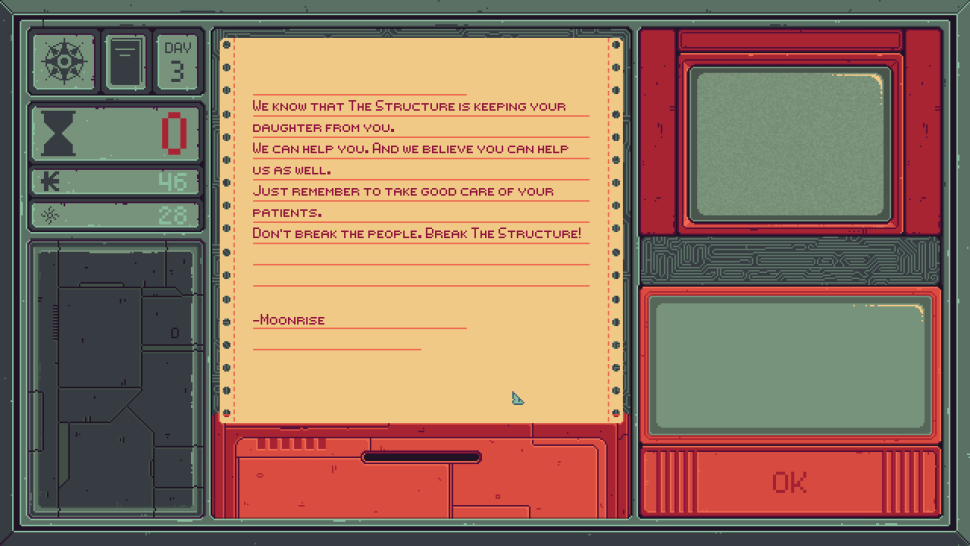 DAY
3
0
46
28
We know that The Structure is keeping your
daughter from you.
We can help you. And we believe you can help
us as well.
Just remember to take good care of your
patients.
Don't break the people. Break The Structure!
-Moonrise
OK